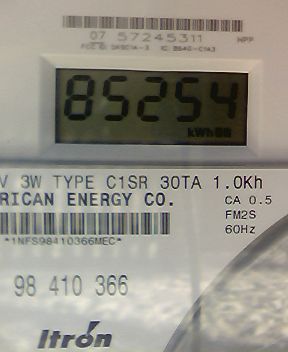 07 57245311
85254
kWh
V 3W TYPE C1SR 30TA 1.0Kh
RICAN ENERGY CO.
CA 0.5
FM2S
60Hz
*1NFS98410366MEC*
98 410 366
Itrón